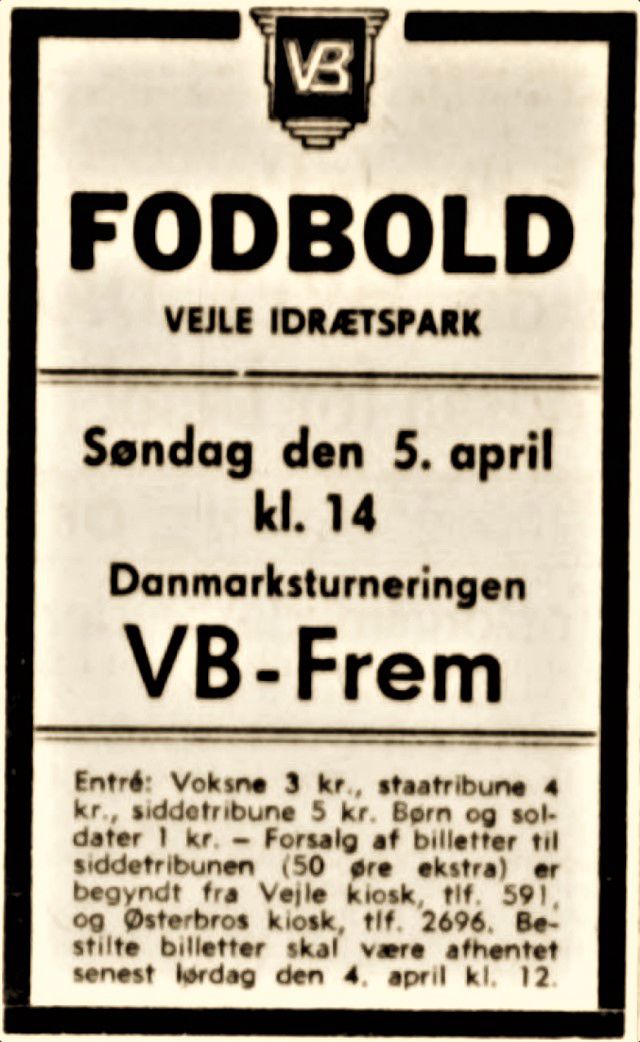 VB
FODBOLD
VEJLE IDRÆTSPARK
Søndag den 5. april
kl. 14
Danmarksturneringen
VB-Frem
Entré: Voksne 3 kr., staatribune 4
kr., siddetribune 5 kr. Børn og sol-
dater 1 kr. — Forsalg af billetter til
siddetribunen (50 øre ekstra) er
begyndt fra Vejle kiosk, tlf. 591,
og Østerbros kiosk, tlf. 2696. Be-
stilte billetter skal være afhentet
senest lørdag den 4. april kl. 12.